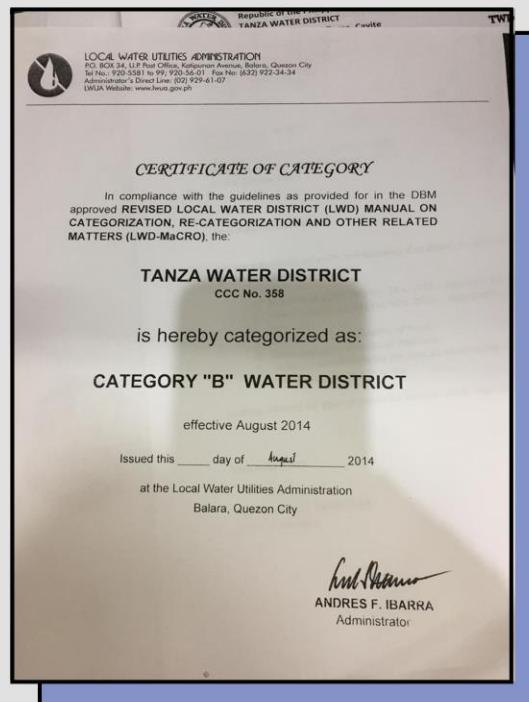 Republic of the
TANZA WATER DISTRICT
Cavite
TWD
LOCAL WATER UTILITIES ADMINISTRATION
P.O. BOX 34, U.P. Post Office, Katipunan Avenue, Balara, Quezon City
Tel No.: 920-5581 to 99; 920-56-01 Fax No: (632) 922-34-34
Administrator's Direct Line: (02) 929-61-07
LWUA Website: www.lwua.gov.ph
CERTIFICATE OF CATEGORY
In compliance with the guidelines as provided for in the DBM
approved REVISED LOCAL WATER DISTRICT (LWD) MANUAL ON
CATEGORIZATION, RE-CATEGORIZATION AND OTHER RELATED
MATTERS (LWD-MaCRO), the:
TANZA WATER DISTRICT
CCC No. 358
is hereby categorized as:
CATEGORY "B" WATER DISTRICT
effective August 2014
Issued this _____ day of August 2014
at the Local Water Utilities Administration
Balara, Quezon City
ANDRES F. IBARRA
Administrator